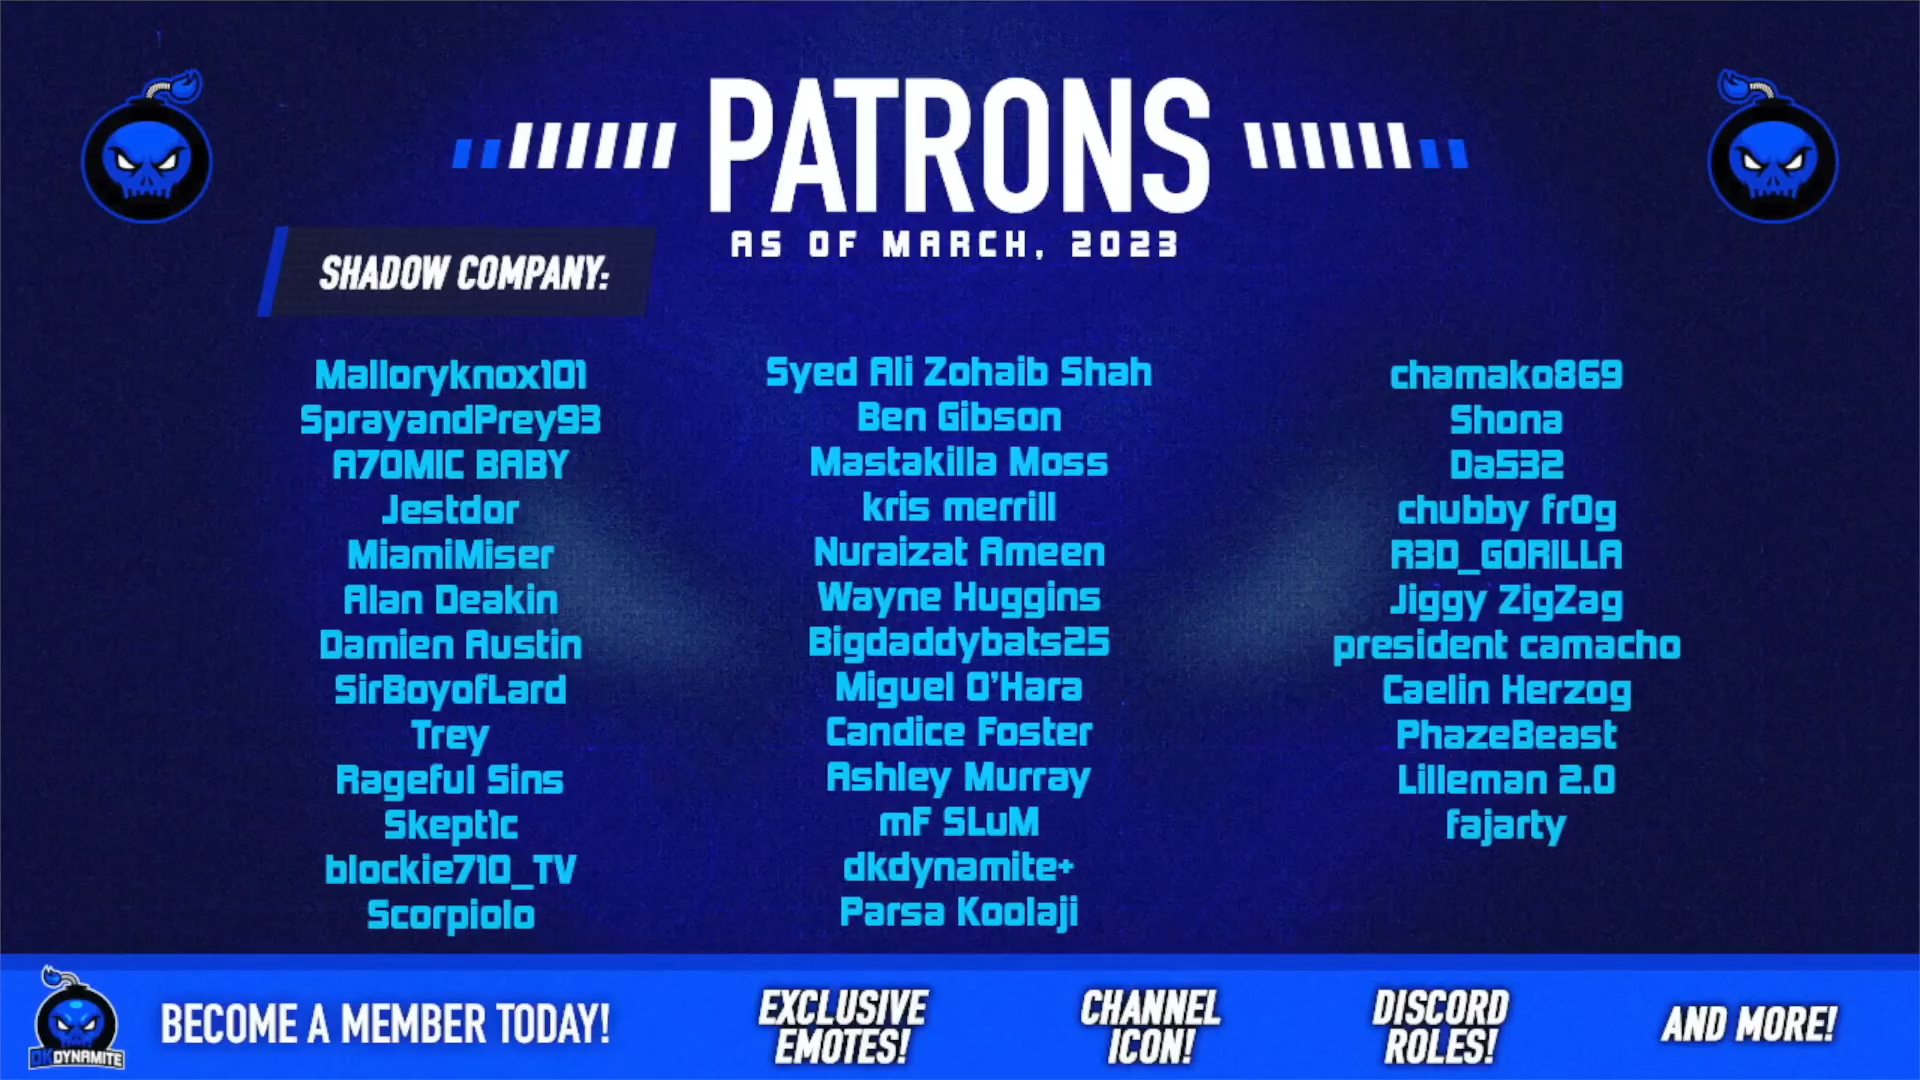 PATRONS
AS OF MARCH, 2023
SHADOW COMPANY:
Malloryknox101
SprayandPrey93
A70MIC BABY
Jestdor
MiamiMiser
Alan Deakin
Damien Austin
SirBoyofLard
Trey
Rageful Sins
Skept1c
blockie710_TV
Scorpiolo
Syed Ali Zohaib Shah
Ben Gibson
Mastakilla Moss
kris merrill
Nuraizat Ameen
Wayne Huggins
Bigdaddybats25
Miguel O'Hara
Candice Foster
Ashley Murray
mF SLuM
dkdynamite+
Parsa Koolaji
chamako869
Shona
Da532
chubby fr0g
R3D_GORILLA
Jiggy ZigZag
president camacho
Caelin Herzog
PhazeBeast
Lilleman 2.0
fajarty
DKDYNAMITE
BECOME A MEMBER TODAY!
EXCLUSIVE
EMOTES!
CHANNEL
ICON!
DISCORD
ROLES!
AND MORE!